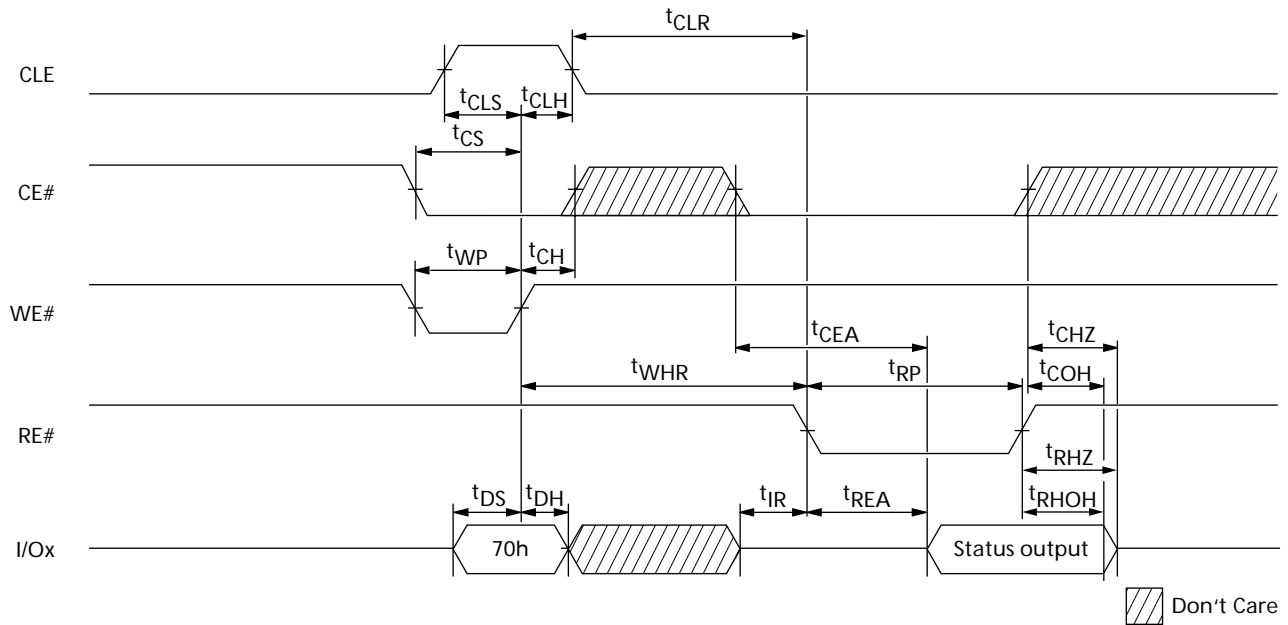 tCLR
CLE
tCLS tCLH
tCS
CE#
tWP tCH
WE#
tCEA tCHZ
tWHR tRP tCOH
RE#
tRHZ
tDS tDH tIR tREA tRHOH
I/Ox 70h Status output
Don't Care